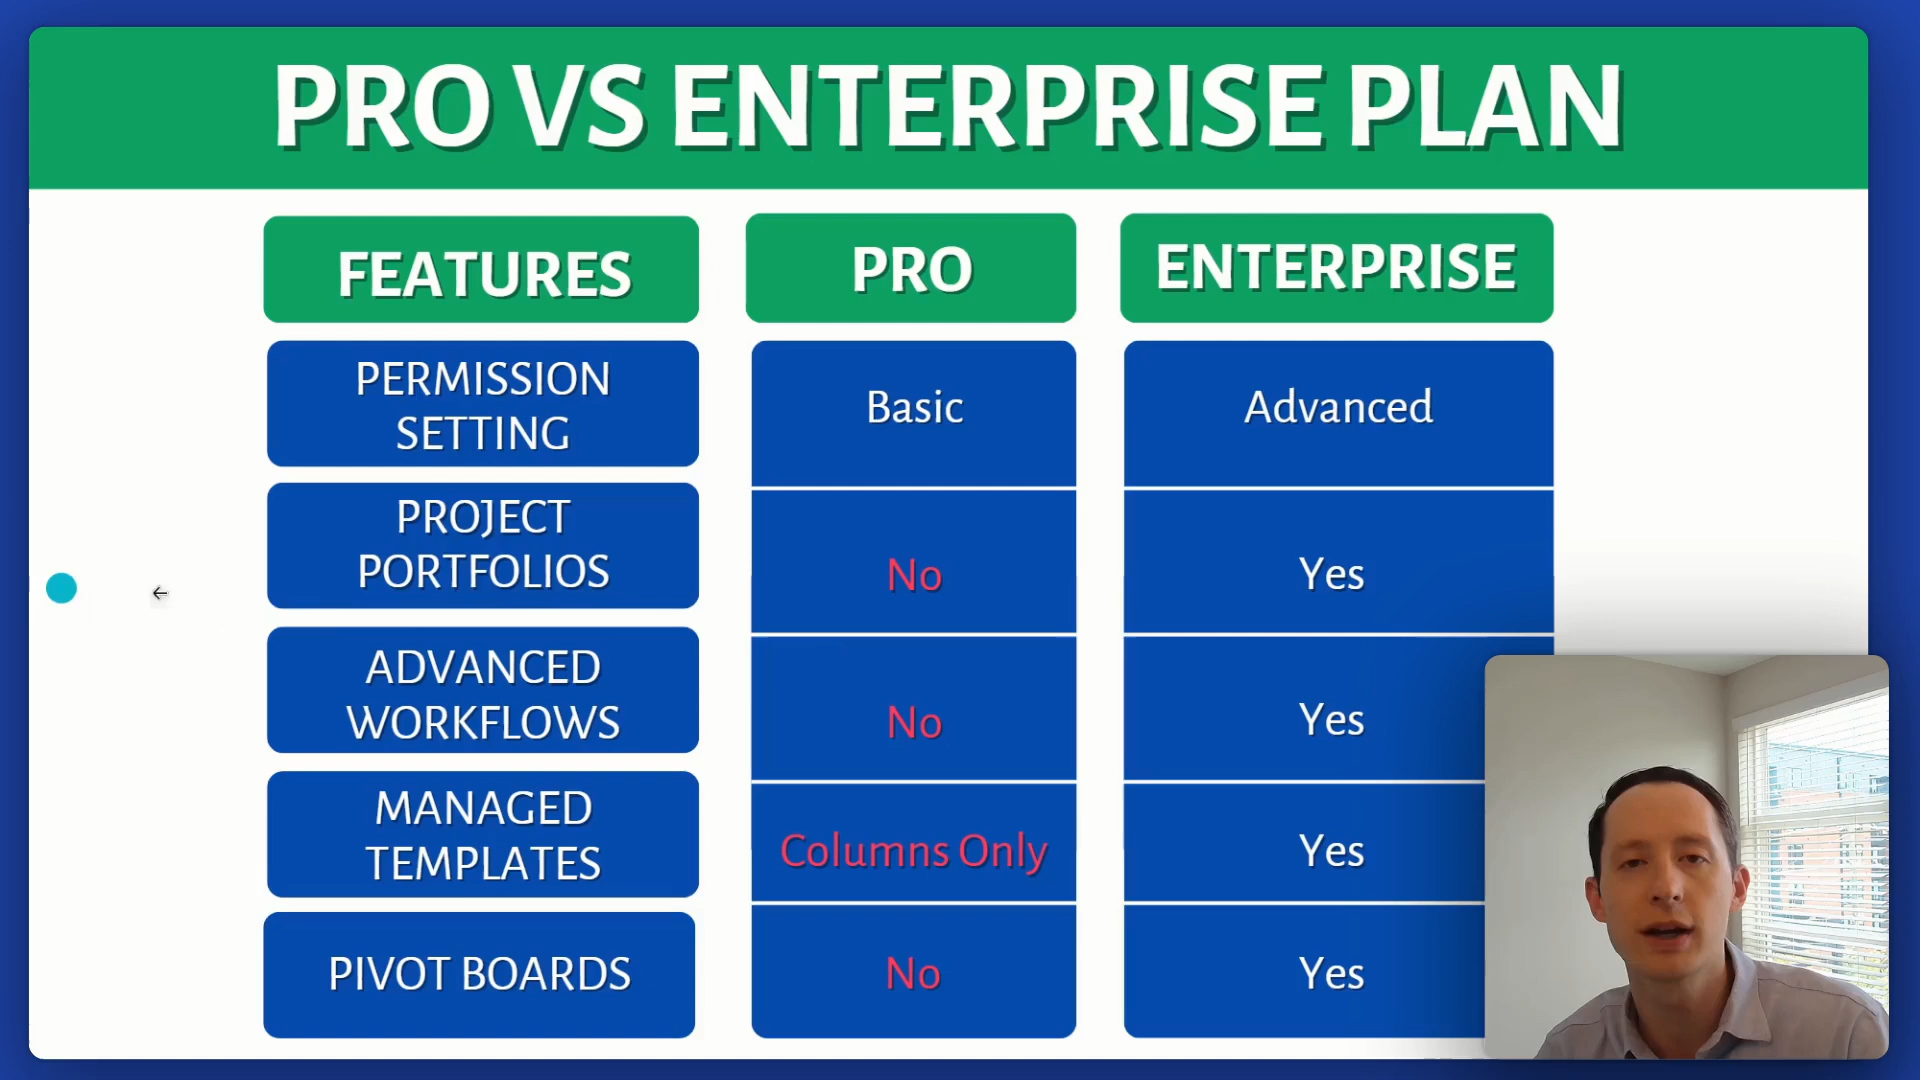 PRO VS ENTERPRISE PLAN
FEATURES PRO ENTERPRISE
PERMISSION
SETTING
Basic Advanced
PROJECT
PORTFOLIOS
No Yes
ADVANCED
WORKFLOWS
No Yes
MANAGED
TEMPLATES
Columns Only Yes
PIVOT BOARDS No Yes